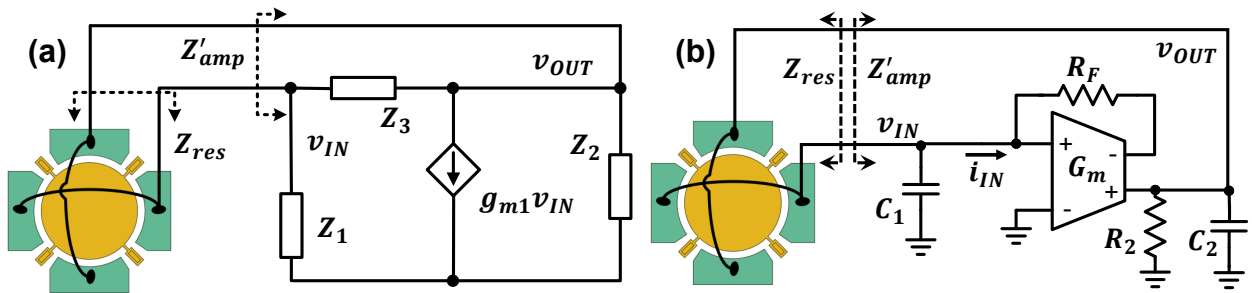 (a)
Z'amp
vOUT
Z3
Zres
vIN
Z2
gm1vIN
Z1
(b)
vOUT
Zres
Z'amp
RF
vIN
+
-
Gm
iIN
+
C1
-
R2
C2